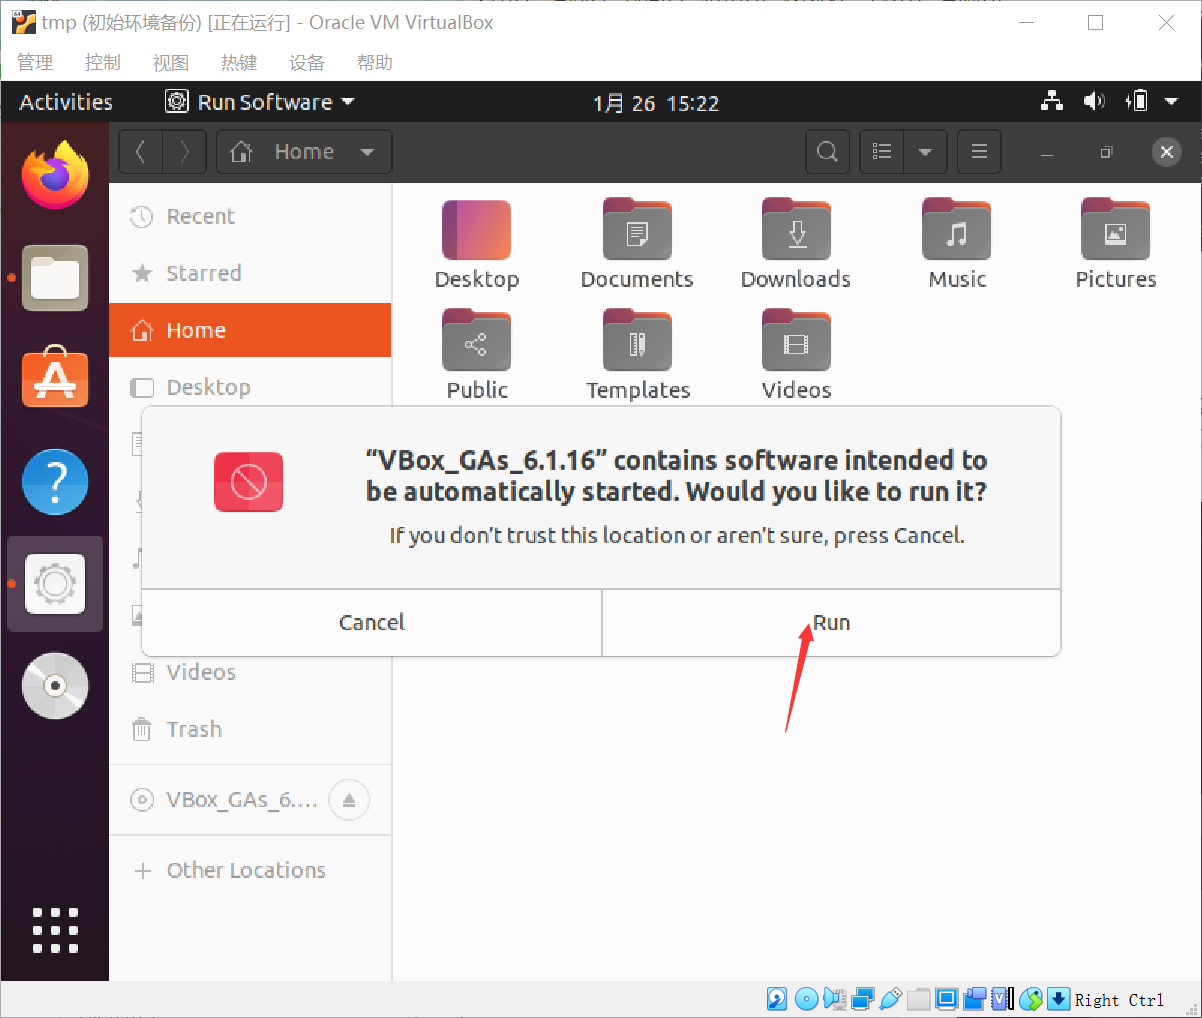 tmp (初始环境备份) [正在运行] - Oracle VM VirtualBox
管理 控制 视图 热键 设备 帮助
Activities Run Software 1月 26 15:22
Home
Recent
Starred
Home
Desktop
Videos
Trash
VBox_GAs_6....
Other Locations
Desktop Documents Downloads Music Pictures
Public Templates Videos
“VBox_GAs_6.1.16” contains software intended to
be automatically started. Would you like to run it?
If you don’t trust this location or aren’t sure, press Cancel.
Cancel Run
Right Ctrl